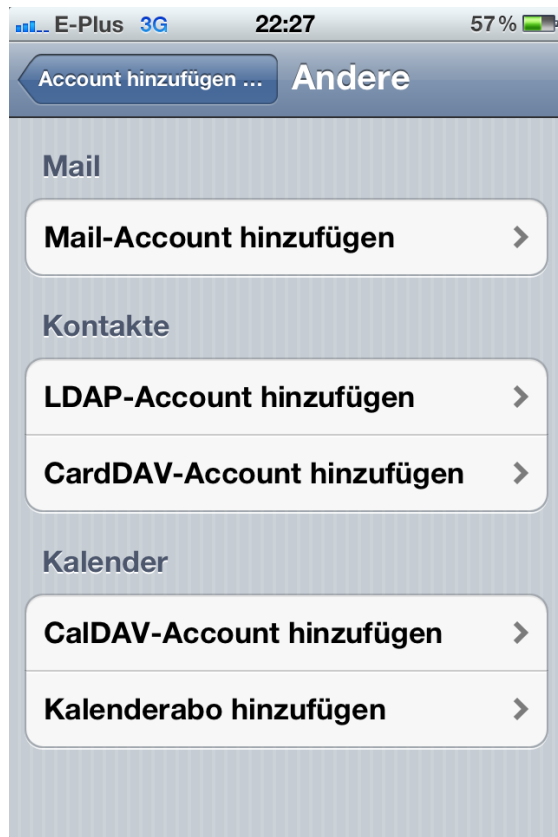 E-Plus 3G 22:27 57%
Account hinzufügen ... Andere
Mail
Mail-Account hinzufügen
Kontakte
LDAP-Account hinzufügen
CardDAV-Account hinzufügen
Kalender
CalDAV-Account hinzufügen
Kalenderabo hinzufügen